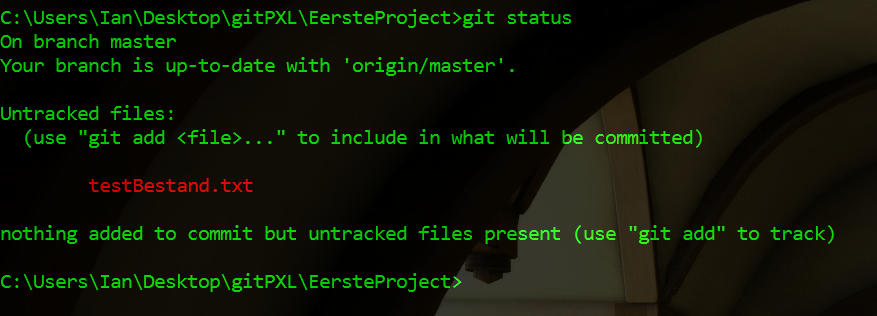 C:\Users\Ian\Desktop\gitPXL\EersteProject>git status
On branch master
Your branch is up-to-date with 'origin/master'.
Untracked files:
(use "git add <file>..." to include in what will be committed)
testBestand.txt
nothing added to commit but untracked files present (use "git add" to track)
C:\Users\Ian\Desktop\gitPXL\EersteProject>